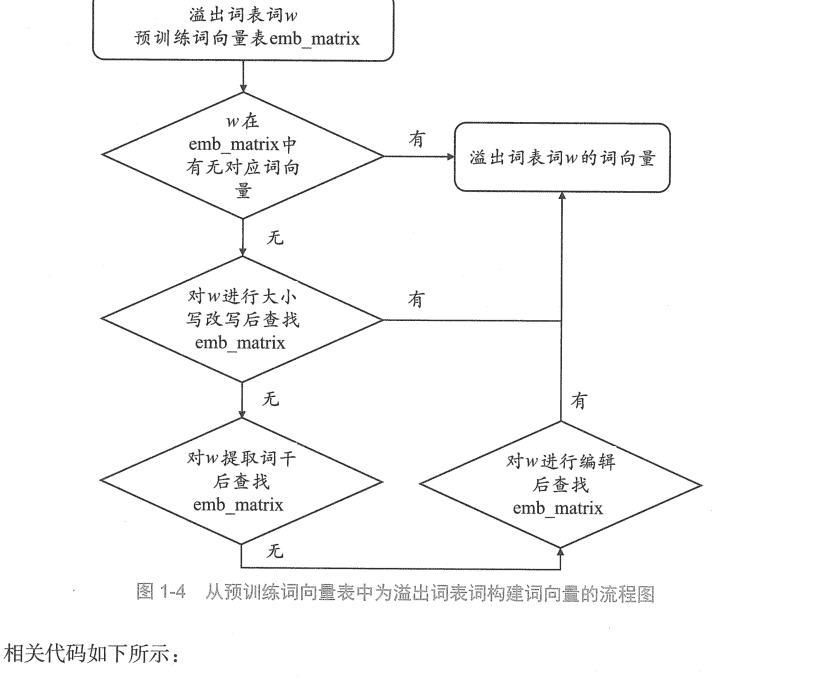 溢出词表词w
预训练词向量表emb_matrix
w在
emb_matrix中
有无对应词向
量
有
溢出词表词w的词向量
无
对w进行大小
写改写后查找
emb_matrix
有
无
对w提取词干
后查找
emb_matrix
有
对w进行编辑
后查找
emb_matrix
无
图 1-4 从预训练词向量表中为溢出词表词构建词向量的流程图
相关代码如下所示：